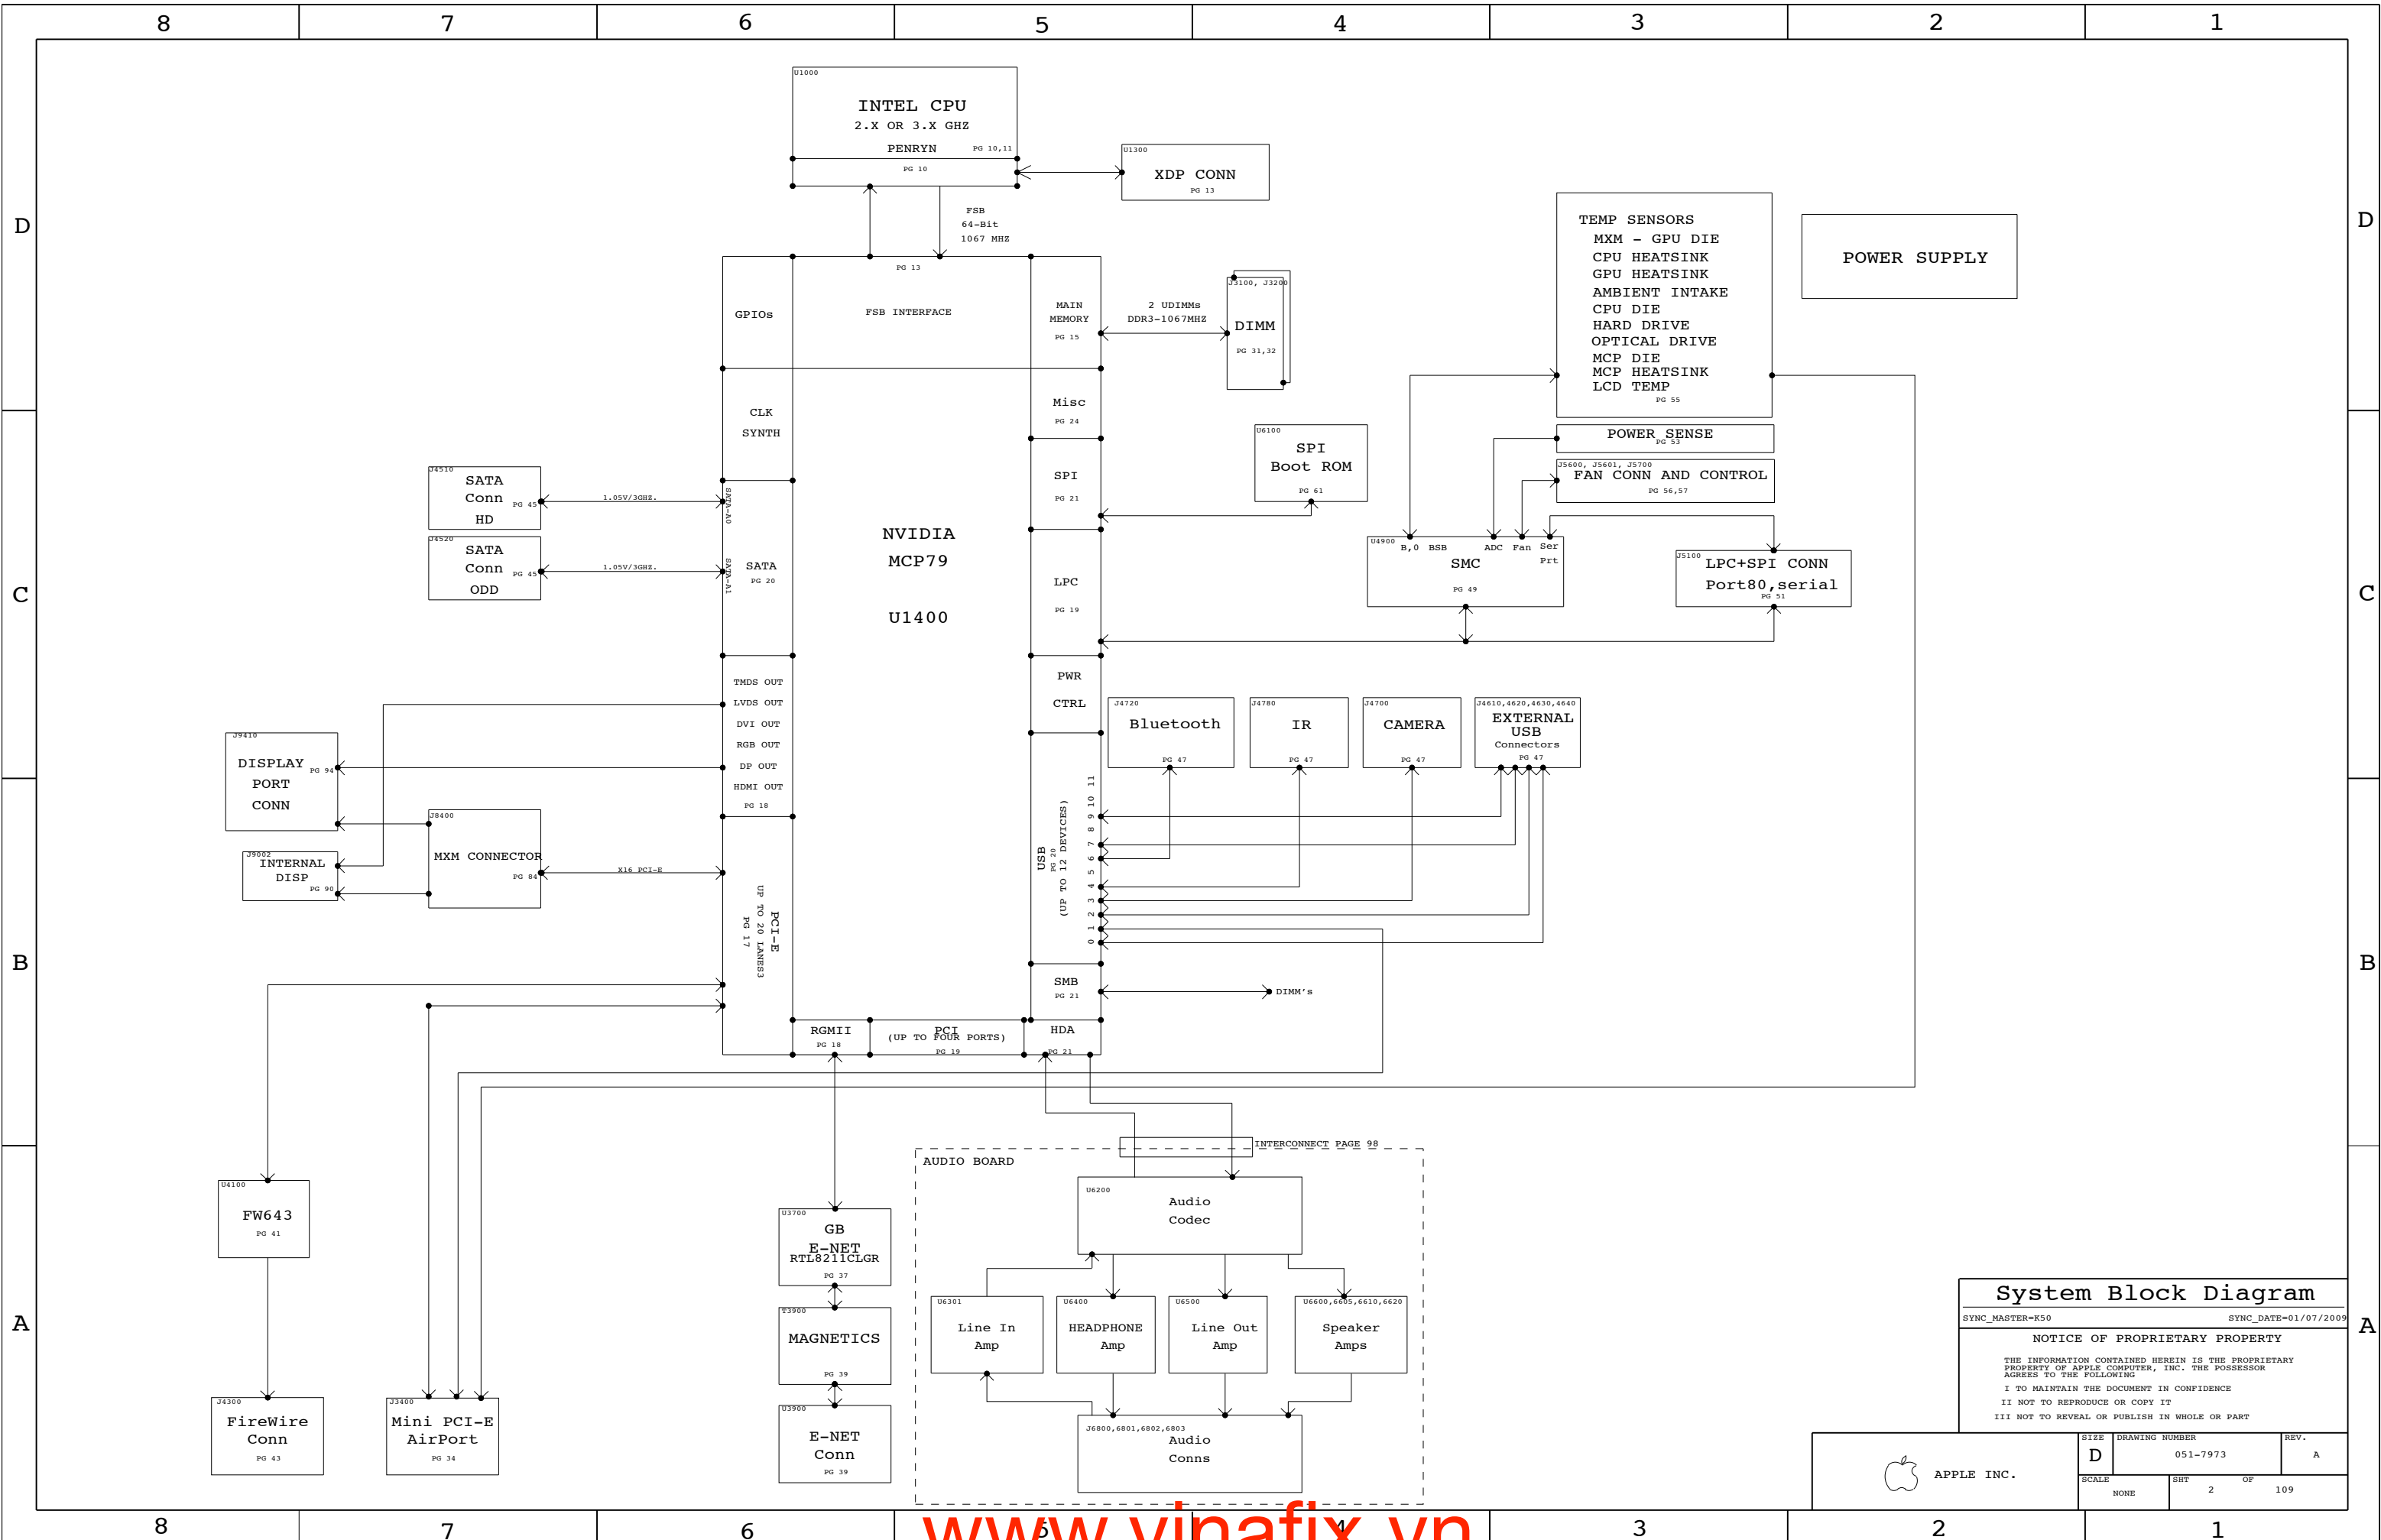 8 7 6 5 4 3 2 1
D
C
B
A
D
C
B
A
U1000
INTEL CPU
2.X OR 3.X GHZ
PENRYN
PG 10,11
PG 10
U1300
XDP CONN
PG 13
FSB
64-Bit
1067 MHZ
TEMP SENSORS
MXM - GPU DIE
CPU HEATSINK
GPU HEATSINK
AMBIENT INTAKE
CPU DIE
HARD DRIVE
OPTICAL DRIVE
MCP DIE
MCP HEATSINK
LCD TEMP
PG 55
POWER SUPPLY
PG 13
GPIOs
FSB INTERFACE
MAIN
MEMORY
PG 15
2 UDIMMs
DDR3-1067MHZ
J3100, J3200
DIMM
PG 31,32
CLK
SYNTH
Misc
PG 24
SPI
PG 21
U6100
SPI
Boot ROM
PG 61
POWER SENSE
PG 53
J5600, J5601, J5700
FAN CONN AND CONTROL
PG 56,57
J4510
SATA
Conn
PG 45
HD
1.05V/3GHZ.
SATA-A0
J4520
SATA
Conn
PG 45
ODD
1.05V/3GHZ.
SATA-A1
SATA
PG 20
NVIDIA
MCP79
U1400
LPC
PG 19
U4900
B,0 BSB ADC Fan Ser
Prt
SMC
PG 49
J5100
LPC+SPI CONN
Port80,serial
PG 51
TMDS OUT
LVDS OUT
DVI OUT
RGB OUT
DP OUT
HDMI OUT
PG 18
PWR
CTRL
J4720
Bluetooth
PG 47
J4780
IR
PG 47
J4700
CAMERA
PG 47
J4610,4620,4630,4640
EXTERNAL
USB
Connectors
PG 47
J9410
DISPLAY
PG 94
PORT
CONN
J8400
MXM CONNECTOR
PG 84
J9002
INTERNAL
DISP
PG 90
X16 PCI-E
PCI-E
UP TO 20 LANES3
PG 17
USB
PG 20
(UP TO 12 DEVICES)
0 1 2 3 4 5 6 7 8 9 10 11
SMB
PG 21
DIMM's
RGMII
PG 18
PCI
(UP TO FOUR PORTS)
PG 19
HDA
PG 21
INTERCONNECT PAGE 98
AUDIO BOARD
U6200
Audio
Codec
U4100
FW643
PG 41
U3700
GB
E-NET
RTL8211CLGR
PG 37
T3900
MAGNETICS
PG 39
U3900
E-NET
Conn
PG 39
U6301
Line In
Amp
U6400
HEADPHONE
Amp
U6500
Line Out
Amp
U6600,6605,6610,6620
Speaker
Amps
J6800,6801,6802,6803
Audio
Conns
J4300
FireWire
Conn
PG 43
J3400
Mini PCI-E
AirPort
PG 34
System Block Diagram
SYNC_MASTER=K50
SYNC_DATE=01/07/2009
NOTICE OF PROPRIETARY PROPERTY
THE INFORMATION CONTAINED HEREIN IS THE PROPRIETARY
PROPERTY OF APPLE COMPUTER, INC. THE POSSESSOR
AGREES TO THE FOLLOWING
I TO MAINTAIN THE DOCUMENT IN CONFIDENCE
II NOT TO REPRODUCE OR COPY IT
III NOT TO REVEAL OR PUBLISH IN WHOLE OR PART
APPLE INC.
SIZE
D
DRAWING NUMBER
051-7973
REV.
A
SCALE
NONE
SHT
2
OF
109
8 7 6 5 4 3 2 1
www.vinafix.vn